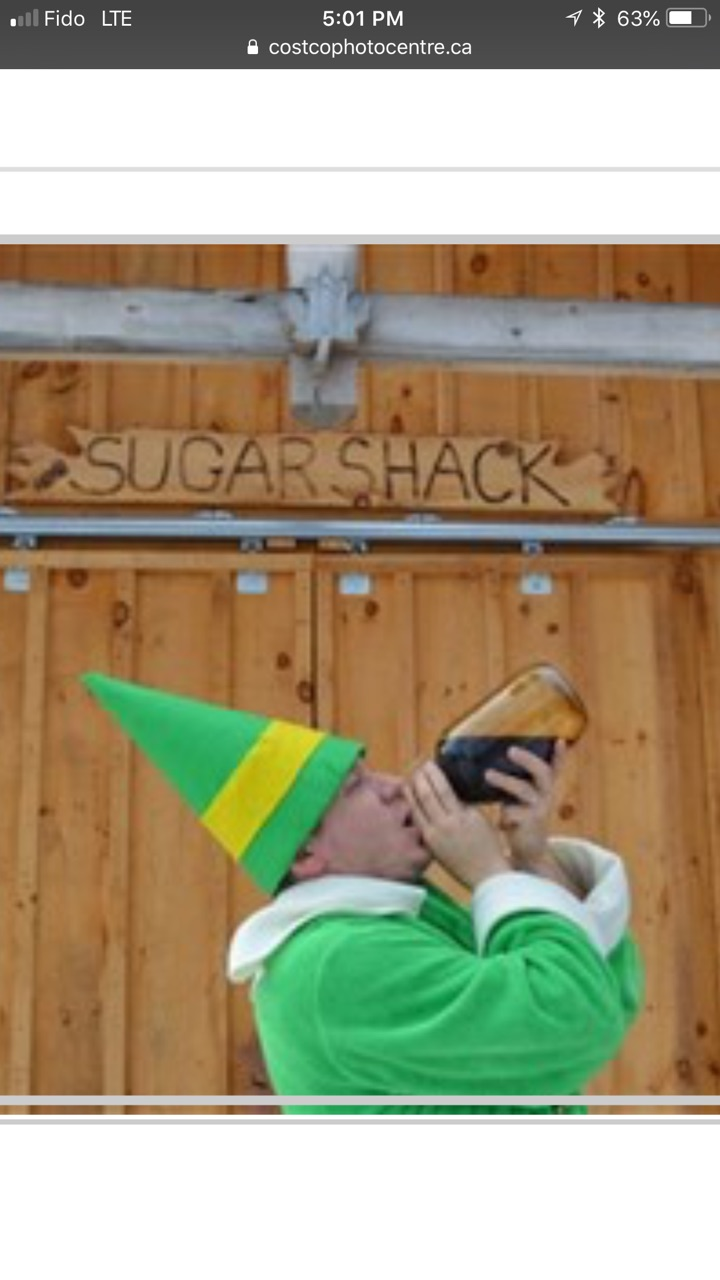 Fido LTE 5:01 PM 63%
costcophotocentre.ca
SUGAR SHACK